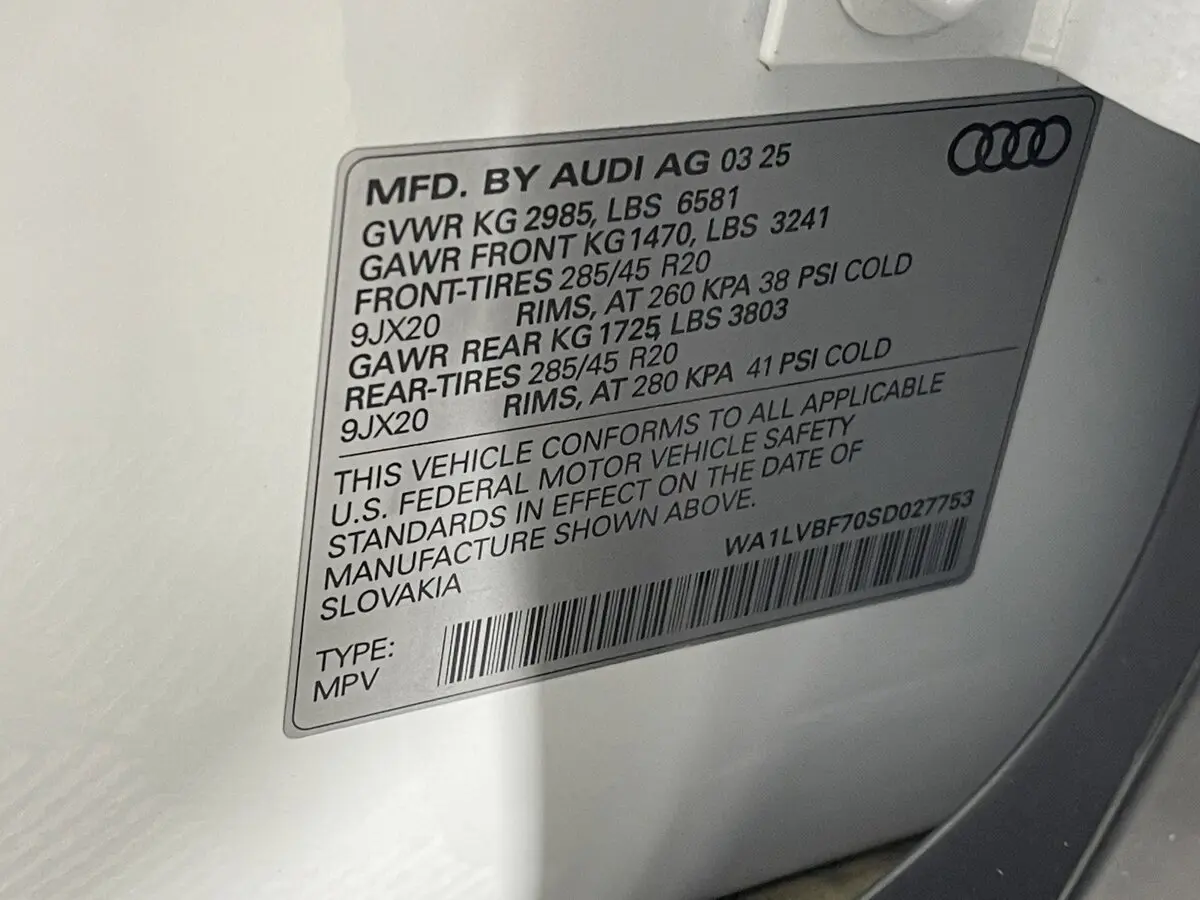 MFD. BY AUDI AG 03 25
GVWR KG 2985, LBS 6581
GAWR FRONT KG 1470, LBS 3241
FRONT-TIRES 285/45 R20
9JX20 RIMS, AT 260 KPA 38 PSI COLD
GAWR REAR KG 1725, LBS 3803
REAR-TIRES 285/45 R20
9JX20 RIMS, AT 280 KPA 41 PSI COLD
THIS VEHICLE CONFORMS TO ALL APPLICABLE
U.S. FEDERAL MOTOR VEHICLE SAFETY
STANDARDS IN EFFECT ON THE DATE OF
MANUFACTURE SHOWN ABOVE.
SLOVAKIA
WA1LVBF70SD027753
TYPE:
MPV